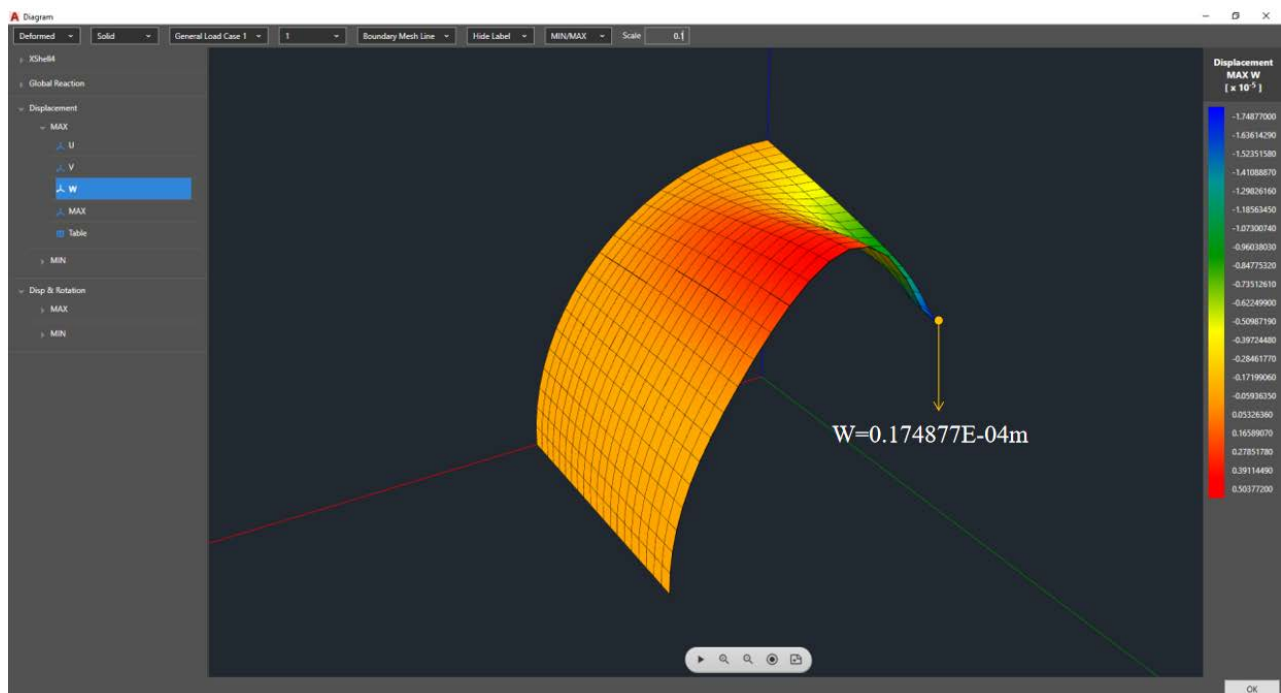 Diagram
Deformed Solid General Load Case 1 1 Boundary Mesh Line Hide Label MIN/MAX Scale 0.1
XShell4
Global Reaction
Displacement
MAX
U
V
W
MAX
Table
MIN
Disp & Rotation
MAX
MIN
W=0.174877E-04m
Displacement
MAX W
[ x 10⁻⁵ ]
-1.74877000
-1.63614290
-1.52351580
-1.41088870
-1.29826160
-1.18563450
-1.07300740
-0.96038030
-0.84775320
-0.73512610
-0.62249900
-0.50987190
-0.39724480
-0.28461770
-0.17199060
-0.05936350
0.05326360
0.16589070
0.27851780
0.39114490
0.50377200
OK